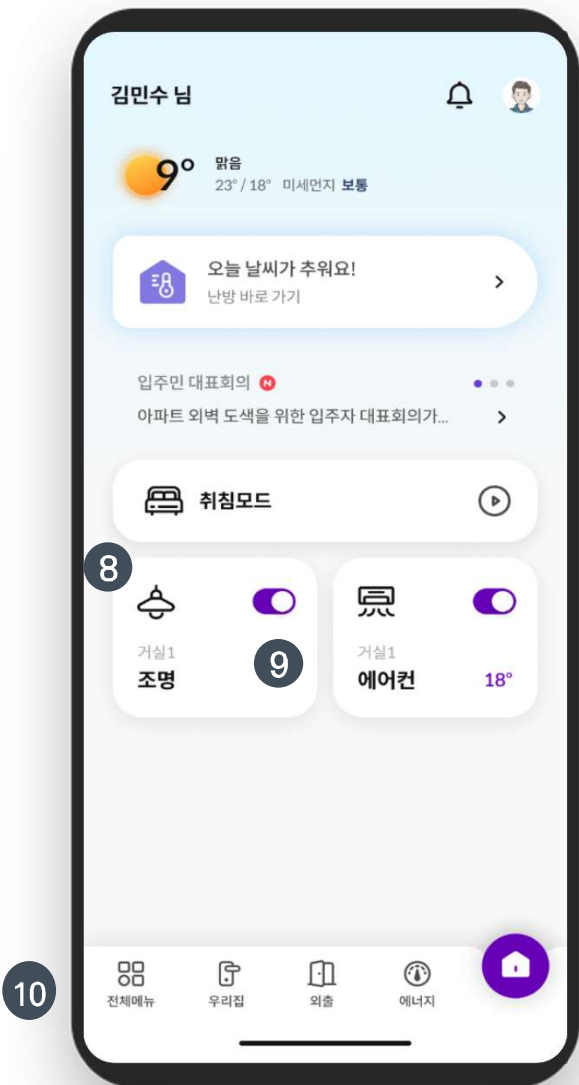 김민수 님
9°
맑음
23° / 18° 미세먼지 보통
오늘 날씨가 추워요!
난방 바로 가기
입주민 대표회의 N
아파트 외벽 도색을 위한 입주자 대표회의가...
취침모드
8
거실1
조명
9
거실1
에어컨 18°
10
전체메뉴 우리집 외출 에너지